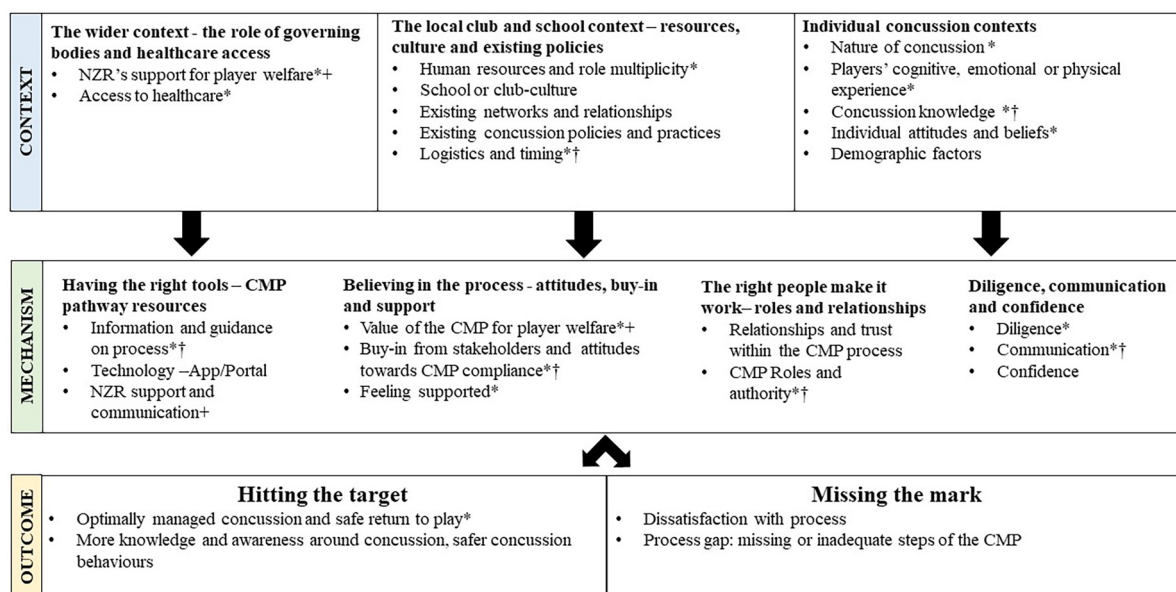 CONTEXT
The wider context - the role of governing
bodies and healthcare access
• NZR's support for player welfare*+
• Access to healthcare*
The local club and school context – resources,
culture and existing policies
• Human resources and role multiplicity*
• School or club-culture
• Existing networks and relationships
• Existing concussion policies and practices
• Logistics and timing*†
Individual concussion contexts
• Nature of concussion *
• Players' cognitive, emotional or physical
experience*
• Concussion knowledge *†
• Individual attitudes and beliefs*
• Demographic factors
MECHANISM
Having the right tools – CMP
pathway resources
• Information and guidance
on process*†
• Technology –App/Portal
• NZR support and
communication+
Believing in the process - attitudes, buy-in
and support
• Value of the CMP for player welfare*+
• Buy-in from stakeholders and attitudes
towards CMP compliance*†
• Feeling supported*
The right people make it
work– roles and relationships
• Relationships and trust
within the CMP process
• CMP Roles and
authority*†
Diligence, communication
and confidence
• Diligence*
• Communication*†
• Confidence
OUTCOME
Hitting the target
• Optimally managed concussion and safe return to play*
• More knowledge and awareness around concussion, safer concussion
behaviours
Missing the mark
• Dissatisfaction with process
• Process gap: missing or inadequate steps of the CMP